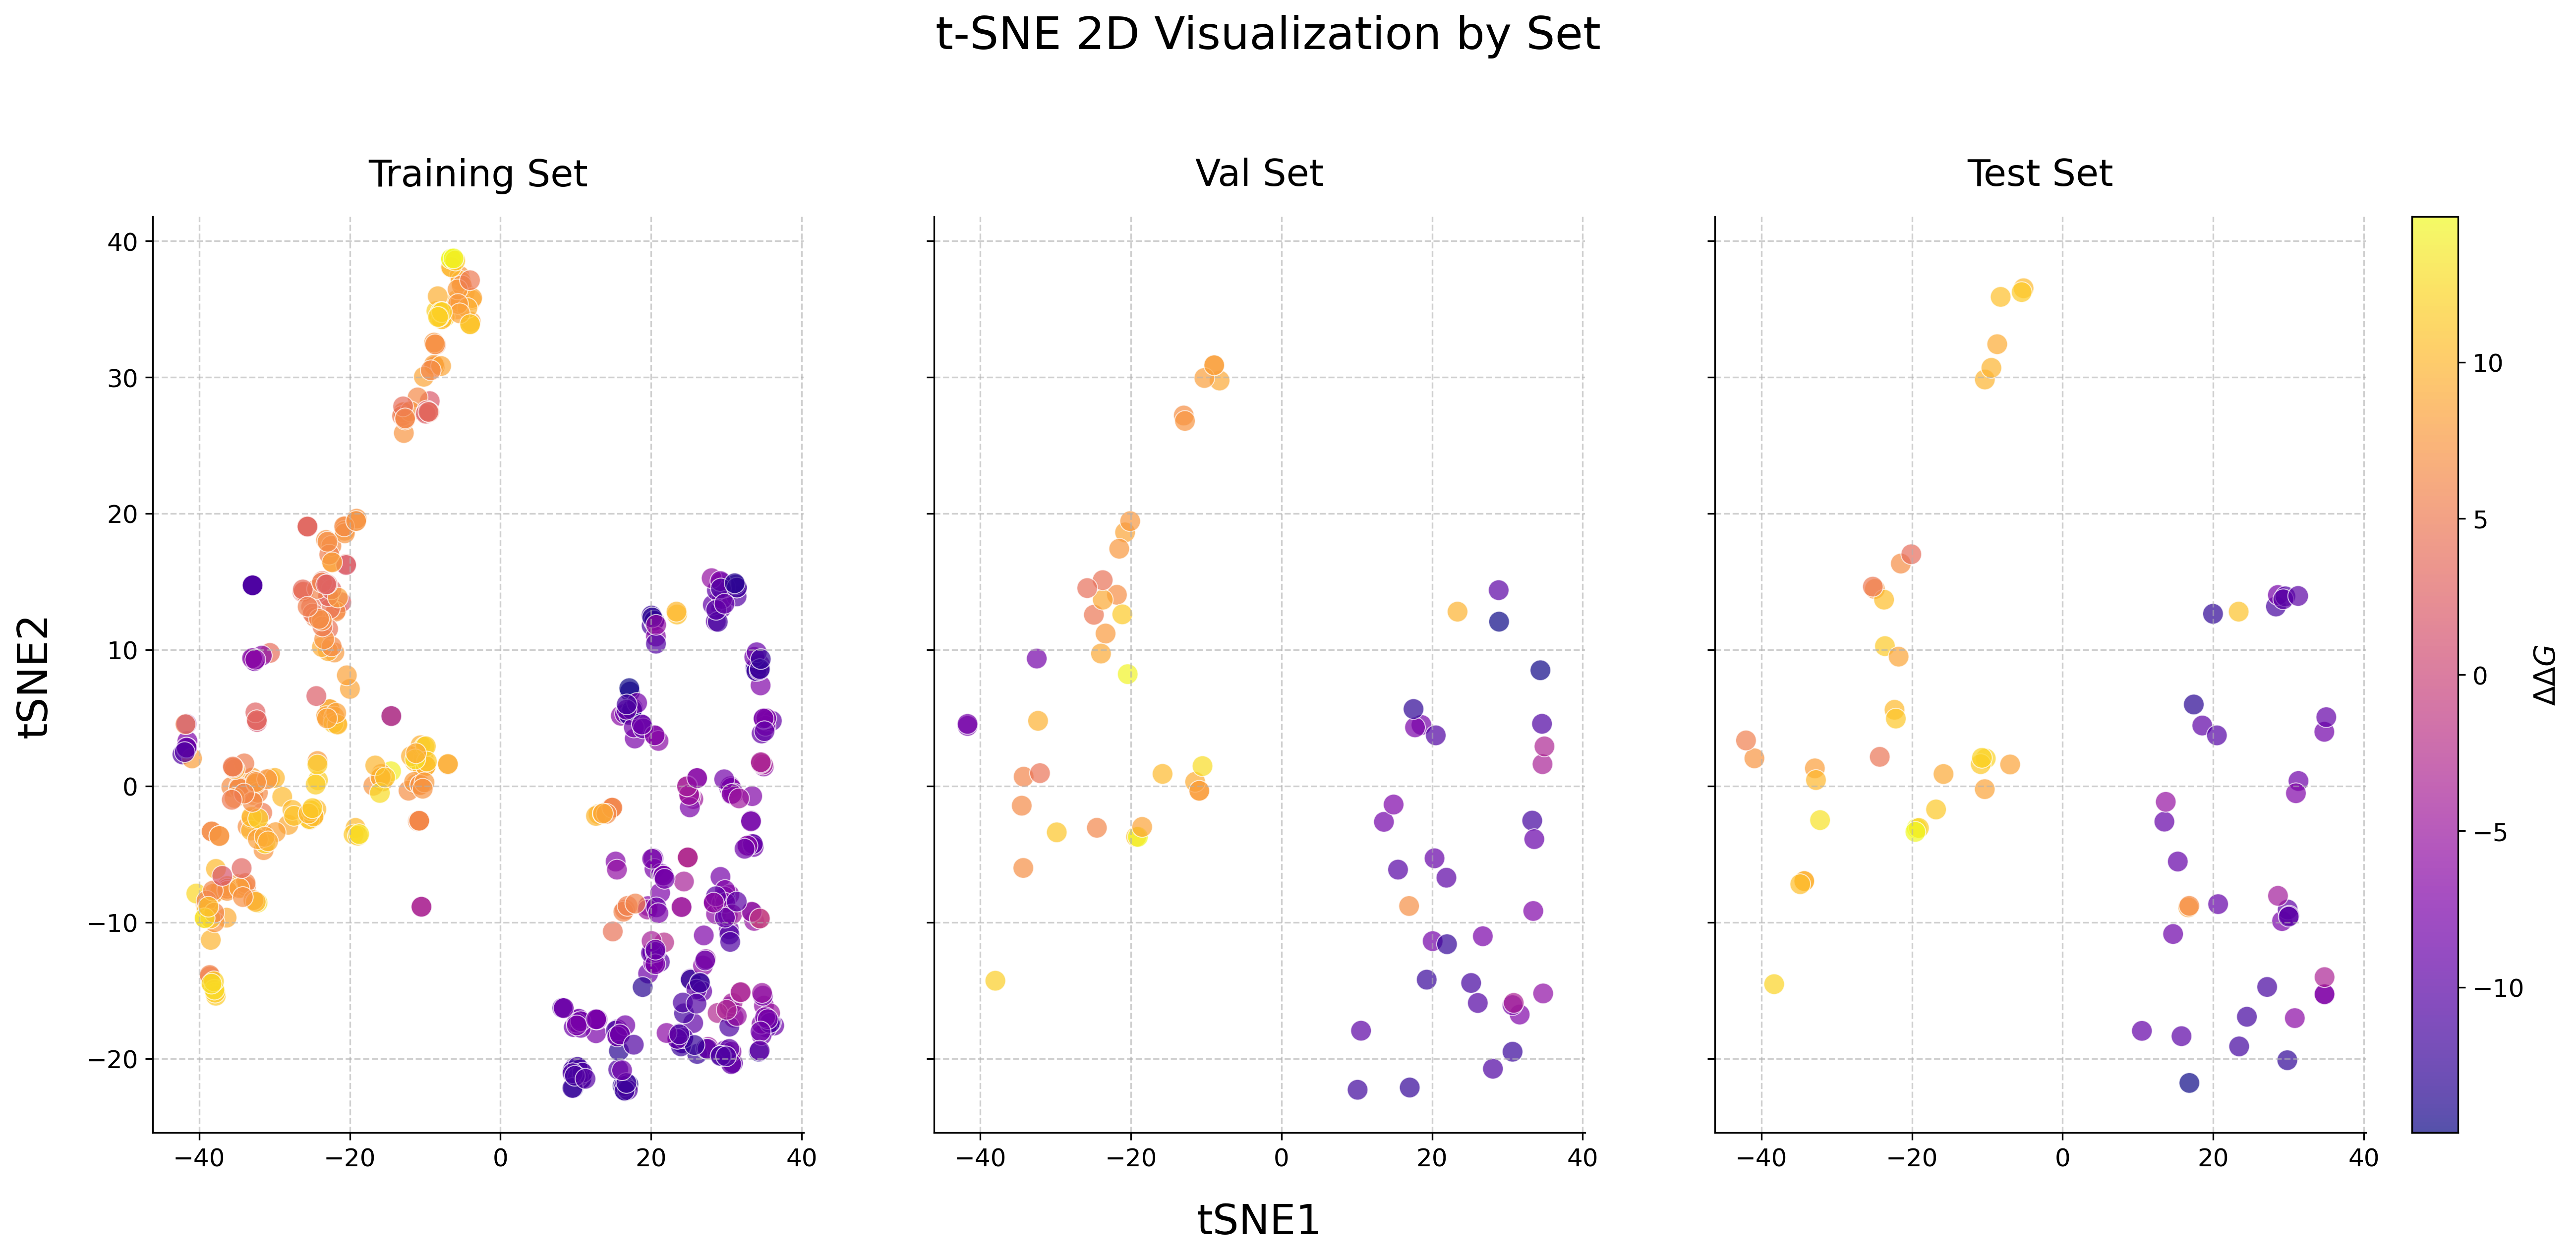 t-SNE 2D Visualization by Set
Training Set
Val Set
Test Set
tSNE2
40
30
20
10
0
−10
−20
−40 −20 0 20 40
−40 −20 0 20 40
−40 −20 0 20 40
tSNE1
10
5
0
−5
−10
ΔΔG